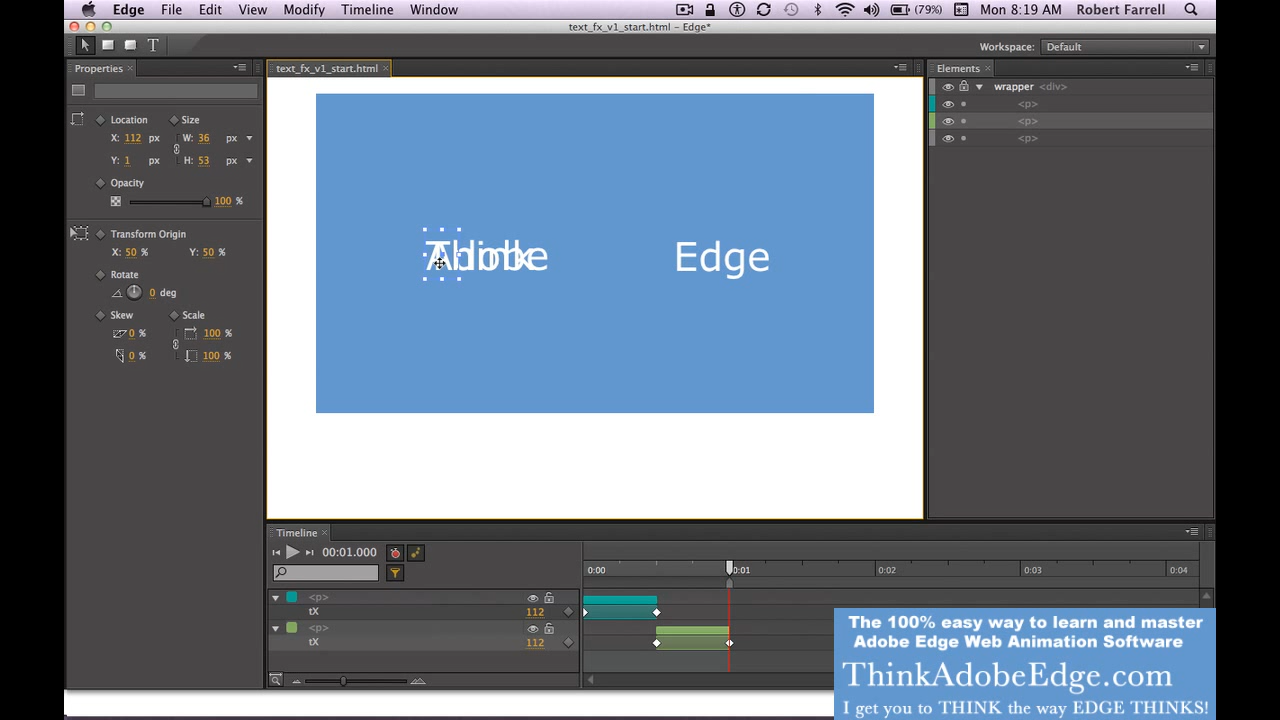 Edge File Edit View Modify Timeline Window (79%) Mon 8:19 AM Robert Farrell
text_fx_v1_start.html - Edge*
T Workspace: Default
Properties × text_fx_v1_start.html × Elements ×
wrapper <div>
<p>
<p>
<p>
Location Size
X: 112 px W: 36 px
Y: 1 px H: 53 px
Opacity
100 %
Transform Origin
X: 50 % Y: 50 %
Rotate
0 deg
Skew Scale
0 % 100 %
0 % 100 %
Think
Adobe
Edge
Timeline ×
00:01.000
0:00 0:01 0:02 0:03 0:04
<p>
tX 112
<p>
tX 112
The 100% easy way to learn and master
Adobe Edge Web Animation Software
ThinkAdobeEdge.com
I get you to THINK the way EDGE THINKS!